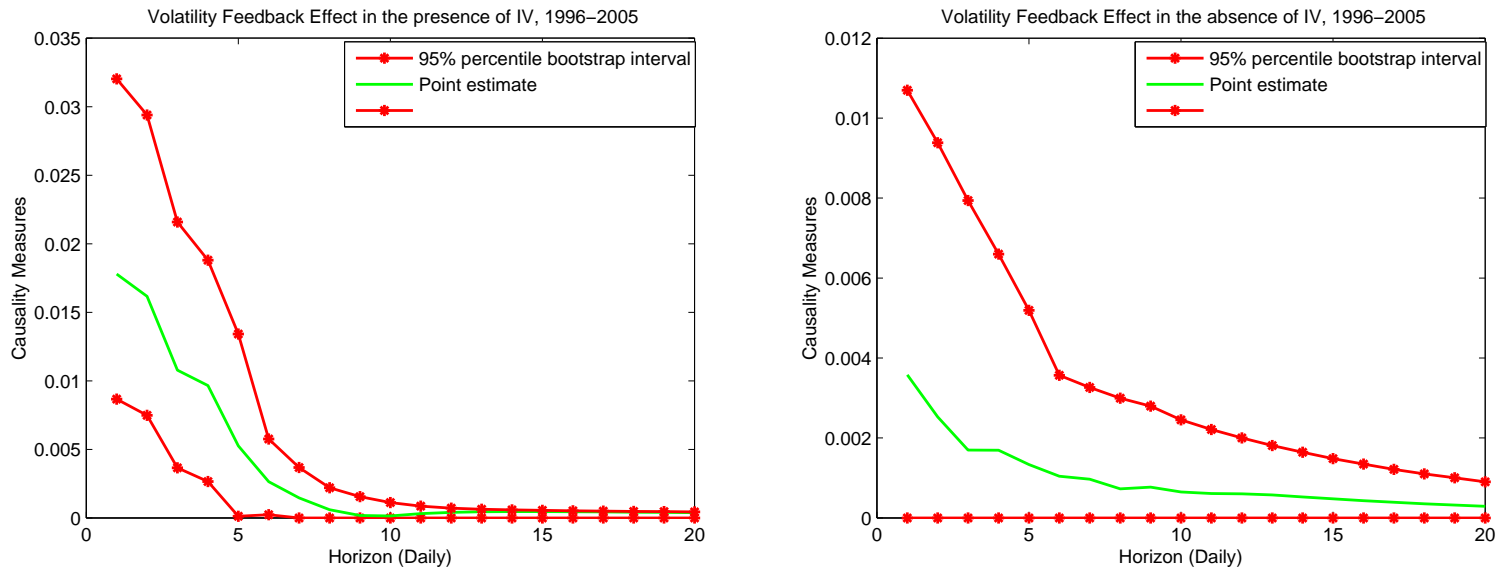 Volatility Feedback Effect in the presence of IV, 1996−2005
0.035
0.03
0.025
0.02
0.015
0.01
0.005
0
Causality Measures
95% percentile bootstrap interval
Point estimate
0
5
10
15
20
Horizon (Daily)
Volatility Feedback Effect in the absence of IV, 1996−2005
0.012
0.01
0.008
0.006
0.004
0.002
0
Causality Measures
95% percentile bootstrap interval
Point estimate
0
5
10
15
20
Horizon (Daily)